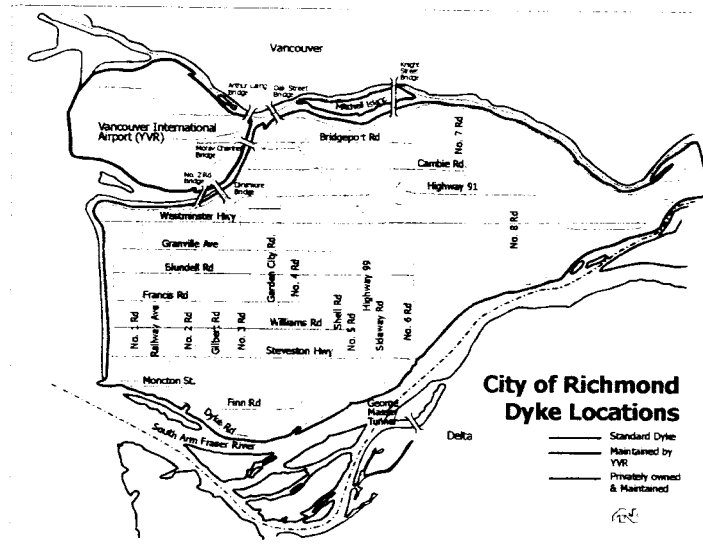 Vancouver
Knight
Street
Bridge
Arthur Laing
Bridge
Oak Street
Bridge
Mitchell Island
Vancouver International
Airport (YVR)
Bridgeport Rd
No. 7 Rd
Moray Channel
Bridge
Cambie Rd.
No. 2 Rd
Bridge
Dinsmore
Bridge
Highway 91
Westminster Hwy
No. 8 Rd
Granville Ave
Blundell Rd
Garden City Rd.
No. 4 Rd
Highway 99
Francis Rd
No. 1 Rd
Railway Ave
No. 2 Rd
Gilbert Rd
No. 3 Rd
Williams Rd
Shell Rd
No. 5 Rd
Sidaway Rd
No. 6 Rd
Steveston Hwy
Moncton St.
Finn Rd
Dyke Rd
George
Massey
Tunnel
South Arm Fraser River
Delta
City of Richmond
Dyke Locations
Standard Dyke
Maintained by
YVR
Privately owned
& Maintained